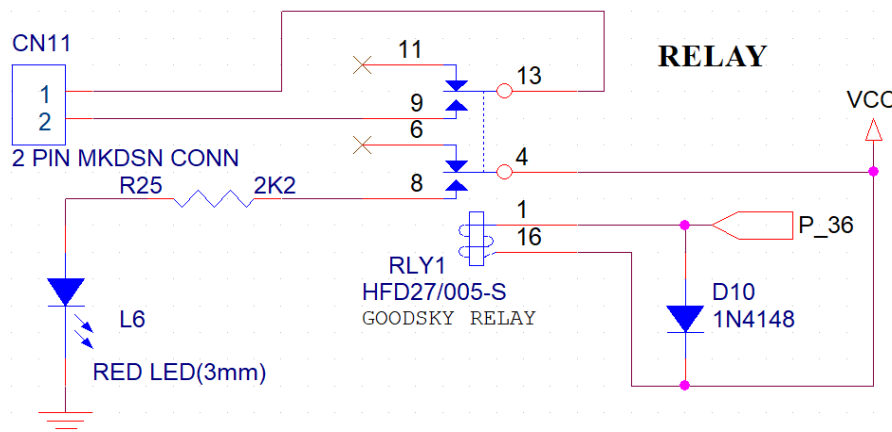 RELAY
CN11
1
2
2 PIN MKDSN CONN
11
13
9
6
4
8
VCC
R25
2K2
1
16
P_36
RLY1
HFD27/005-S
GOODSKY RELAY
D10
1N4148
L6
RED LED(3mm)